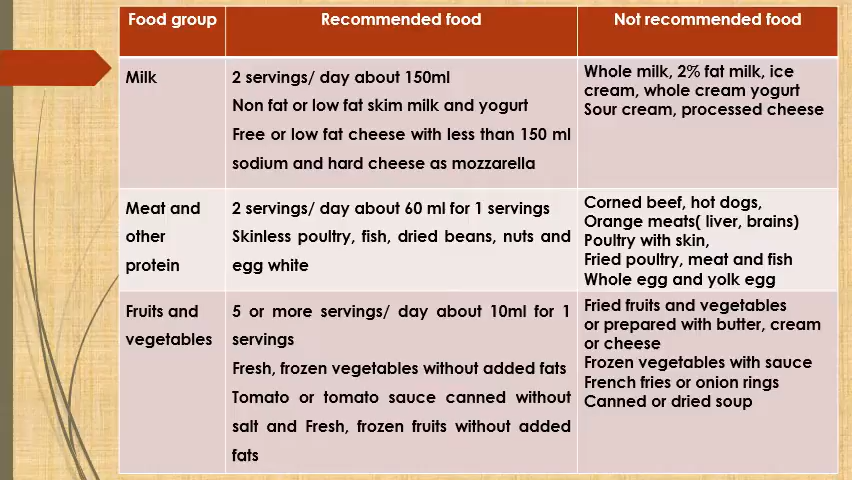 Food group
Recommended food
Not recommended food
Milk
2 servings/ day about 150ml
Non fat or low fat skim milk and yogurt
Free or low fat cheese with less than 150 ml
sodium and hard cheese as mozzarella
Whole milk, 2% fat milk, ice
cream, whole cream yogurt
Sour cream, processed cheese
Meat and
other
protein
2 servings/ day about 60 ml for 1 servings
Skinless poultry, fish, dried beans, nuts and
egg white
Corned beef, hot dogs,
Orange meats( liver, brains)
Poultry with skin,
Fried poultry, meat and fish
Whole egg and yolk egg
Fruits and
vegetables
5 or more servings/ day about 10ml for 1
servings
Fresh, frozen vegetables without added fats
Tomato or tomato sauce canned without
salt and Fresh, frozen fruits without added
fats
Fried fruits and vegetables
or prepared with butter, cream
or cheese
Frozen vegetables with sauce
French fries or onion rings
Canned or dried soup